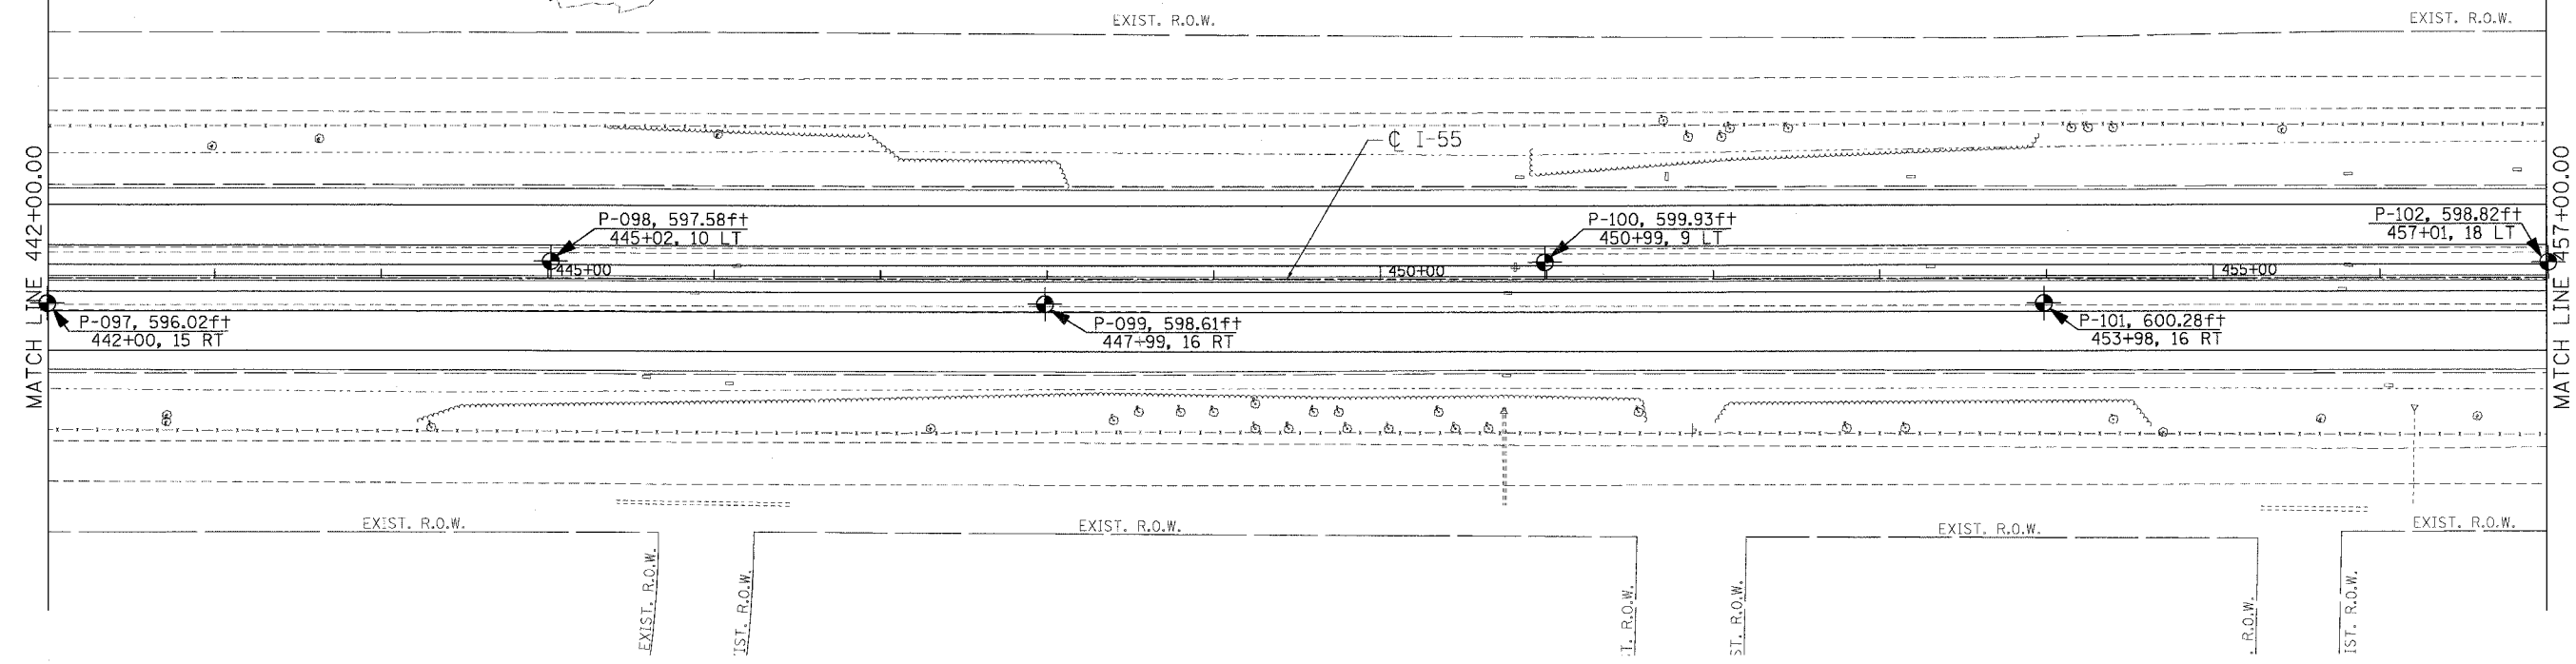 EXIST. R.O.W.
EXIST. R.O.W.
℄ I-55
MATCH LINE 442+00.00
MATCH LINE 457+00.00
P-098, 597.58ft
445+02, 10 LT
P-100, 599.93ft
450+99, 9 LT
P-102, 598.82ft
457+01, 18 LT
445+00
450+00
455+00
P-097, 596.02ft
442+00, 15 RT
P-099, 598.61ft
447+99, 16 RT
P-101, 600.28ft
453+98, 16 RT
EXIST. R.O.W.
EXIST. R.O.W.
EXIST. R.O.W.
EXIST. R.O.W.
EXIST. R.O.W.
IST. R.O.W.
T. R.O.W.
ST. R.O.W.
. R.O.W.
IST. R.O.W.